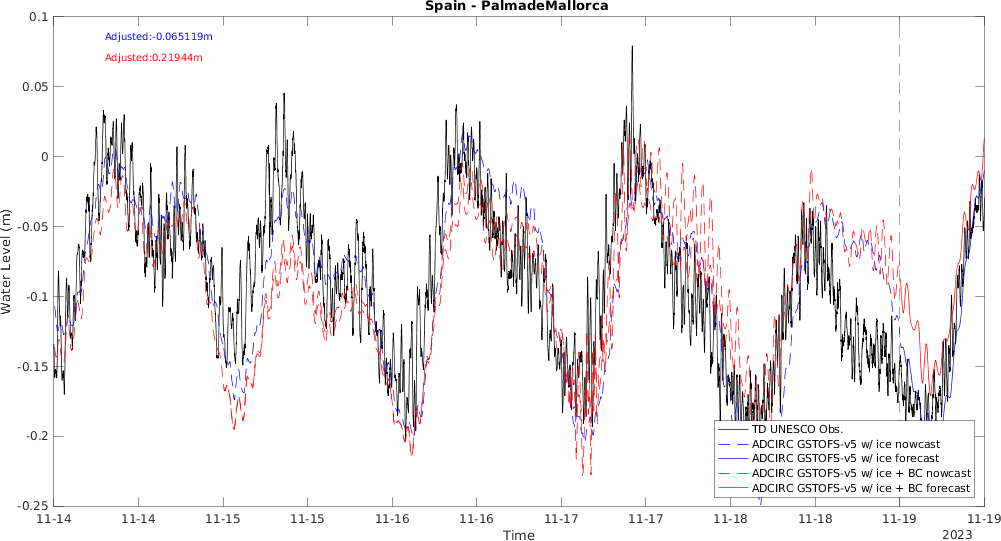 Spain - PalmadeMallorca
0.1
Adjusted:-0.065119m
Adjusted:0.21944m
0.05
0
-0.05
Water Level (m)
-0.1
-0.15
-0.2
-0.25
TD UNESCO Obs.
ADCIRC GSTOFS-v5 w/ ice nowcast
ADCIRC GSTOFS-v5 w/ ice forecast
ADCIRC GSTOFS-v5 w/ ice + BC nowcast
ADCIRC GSTOFS-v5 w/ ice + BC forecast
11-14 11-14 11-15 11-15 11-16 11-16 11-17 11-17 11-18 11-18 11-19 11-19
Time
2023